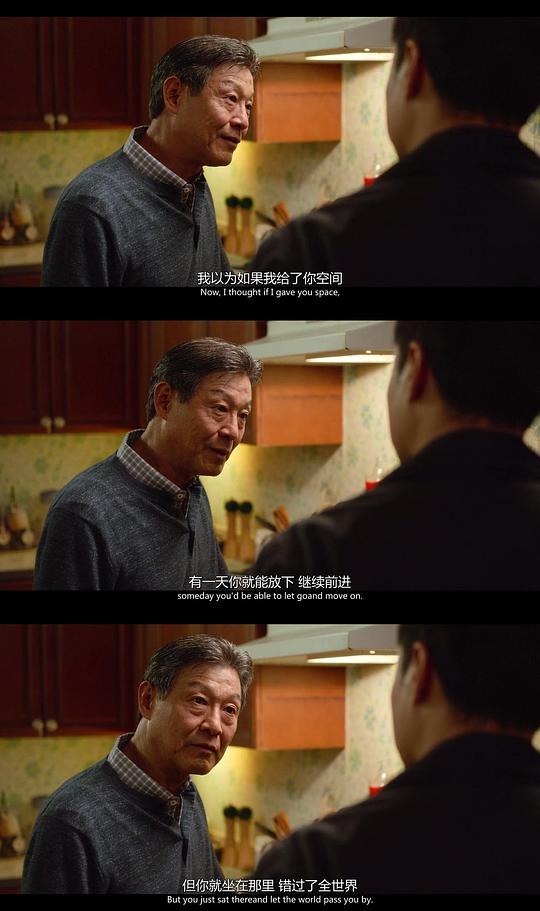 我以为如果我给了你空间
Now, I thought if I gave you space,
有一天你就能放下 继续前进
someday you'd be able to let goand move on.
但你就坐在那里 错过了全世界
But you just sat thereand let the world pass you by.